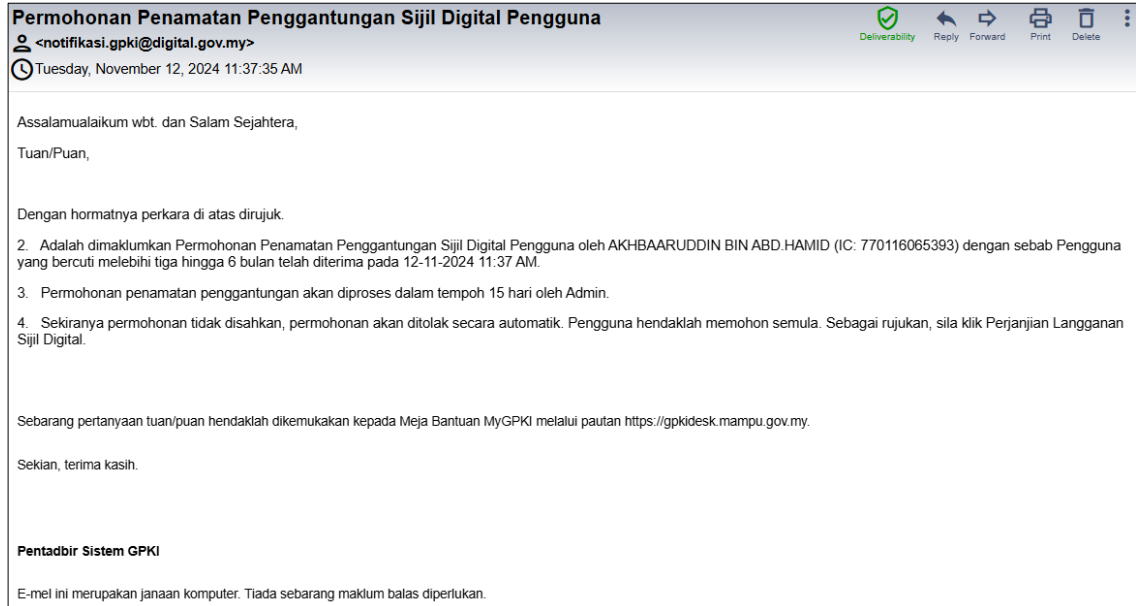 Permohonan Penamatan Penggantungan Sijil Digital Pengguna
<notifikasi.gpki@digital.gov.my>
Deliverability Reply Forward Print Delete
Tuesday, November 12, 2024 11:37:35 AM
Assalamualaikum wbt. dan Salam Sejahtera,
Tuan/Puan,
Dengan hormatnya perkara di atas dirujuk.
2. Adalah dimaklumkan Permohonan Penamatan Penggantungan Sijil Digital Pengguna oleh AKHBAARUDDIN BIN ABD.HAMID (IC: 770116065393) dengan sebab Pengguna
yang bercuti melebihi tiga hingga 6 bulan telah diterima pada 12-11-2024 11:37 AM.
3. Permohonan penamatan penggantungan akan diproses dalam tempoh 15 hari oleh Admin.
4. Sekiranya permohonan tidak disahkan, permohonan akan ditolak secara automatik. Pengguna hendaklah memohon semula. Sebagai rujukan, sila klik Perjanjian Langganan
Sijil Digital.
Sebarang pertanyaan tuan/puan hendaklah dikemukakan kepada Meja Bantuan MyGPKI melalui pautan https://gpkidesk.mampu.gov.my.
Sekian, terima kasih.
Pentadbir Sistem GPKI
E-mel ini merupakan janaan komputer. Tiada sebarang maklum balas diperlukan.